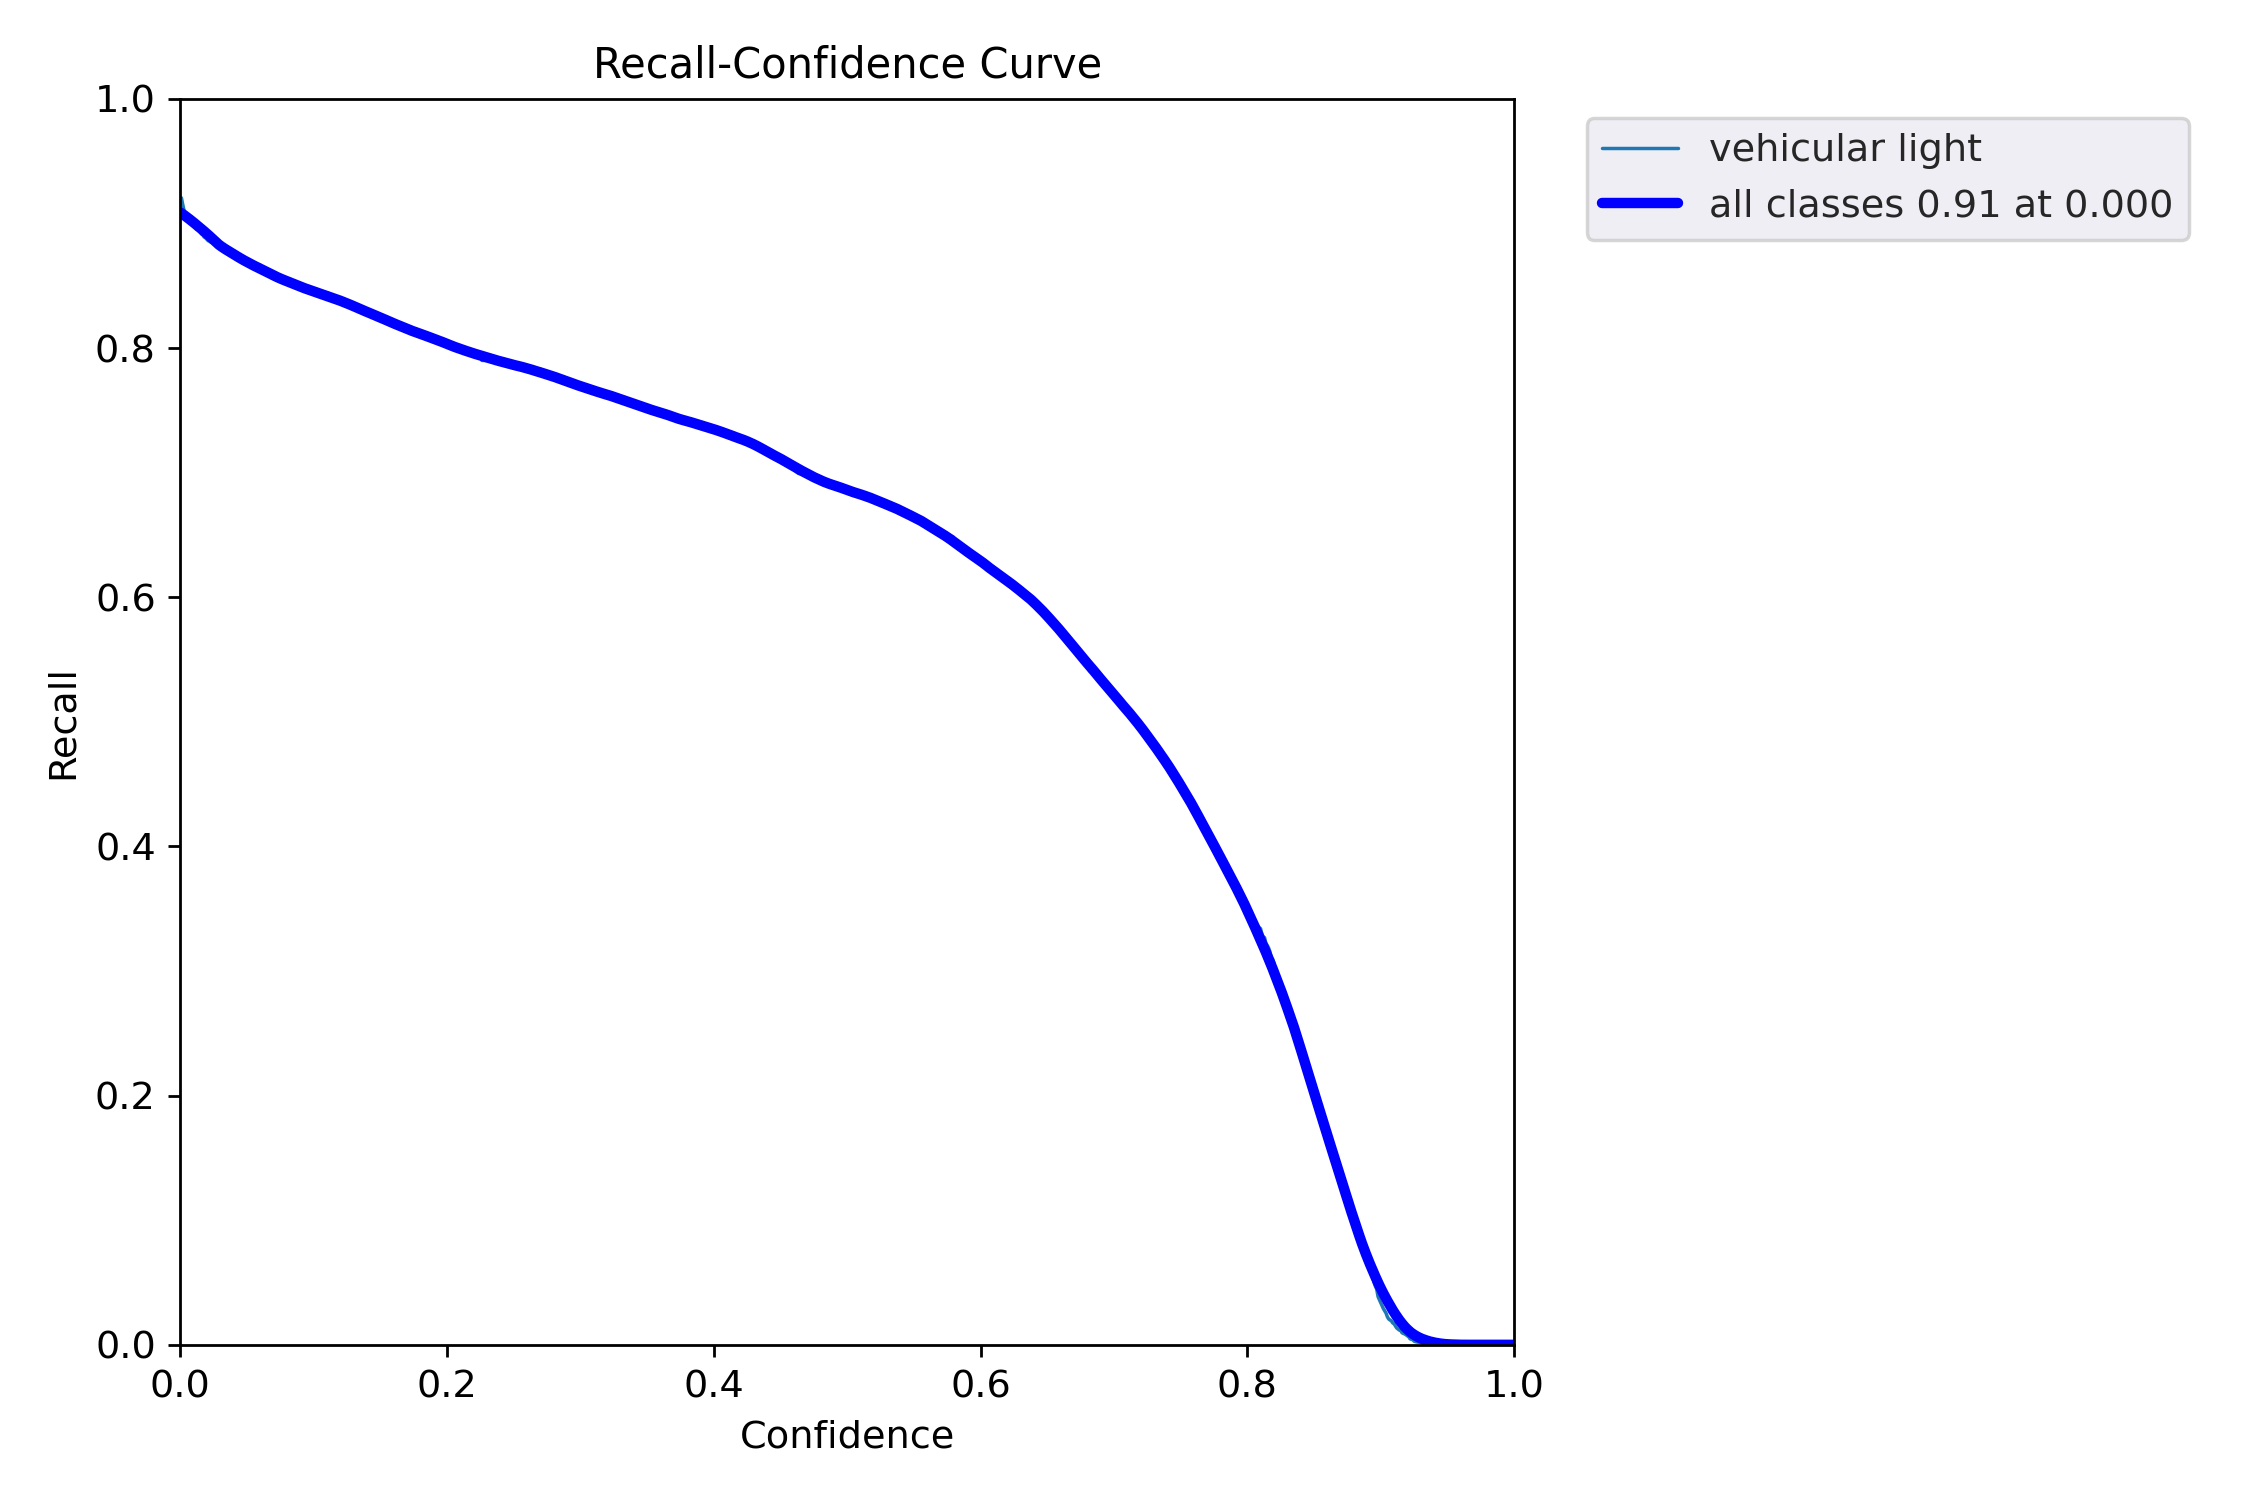 Recall-Confidence Curve
1.0
0.8
0.6
0.4
0.2
0.0
Recall
0.0 0.2 0.4 0.6 0.8 1.0
Confidence
vehicular light
all classes 0.91 at 0.000